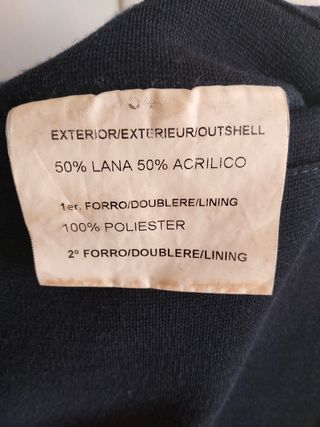 EXTERIOR/EXTERIEUR/OUTSHELL
50% LANA 50% ACRILICO
1er. FORRO/DOUBLERE/LINING
100% POLIESTER
2º FORRO/DOUBLERE/LINING